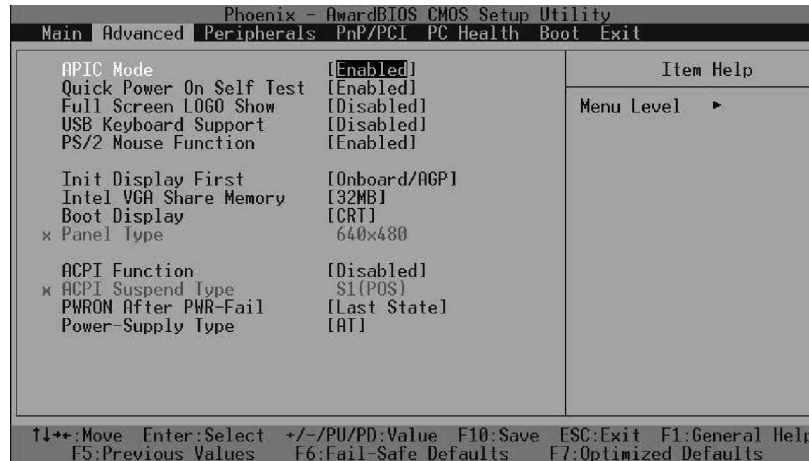 Phoenix - AwardBIOS CMOS Setup Utility
Main Advanced Peripherals PnP/PCI PC Health Boot Exit
APIC Mode [Enabled]
Quick Power On Self Test [Enabled]
Full Screen LOGO Show [Disabled]
USB Keyboard Support [Disabled]
PS/2 Mouse Function [Enabled]
Init Display First [Onboard/AGP]
Intel VGA Share Memory [32MB]
Boot Display [CRT]
x Panel Type 640x480
ACPI Function [Disabled]
x ACPI Suspend Type S1(POS)
PWRON After PWR-Fail [Last State]
Power-Supply Type [AT]
Item Help
Menu Level ►
↑↓→←:Move Enter:Select +/-/PU/PD:Value F10:Save ESC:Exit F1:General Help
F5:Previous Values F6:Fail-Safe Defaults F7:Optimized Defaults